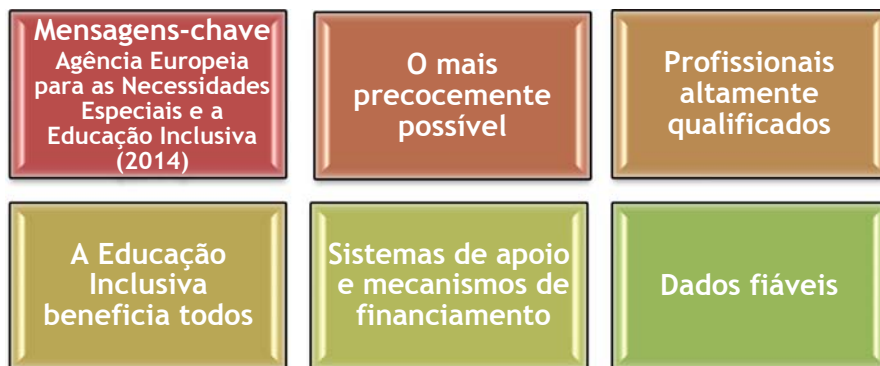 Mensagens-chave
Agência Europeia
para as Necessidades
Especiais e a
Educação Inclusiva
(2014)
O mais
precocemente
possível
Profissionais
altamente
qualificados
A Educação
Inclusiva
beneficia todos
Sistemas de apoio
e mecanismos de
financiamento
Dados fiáveis